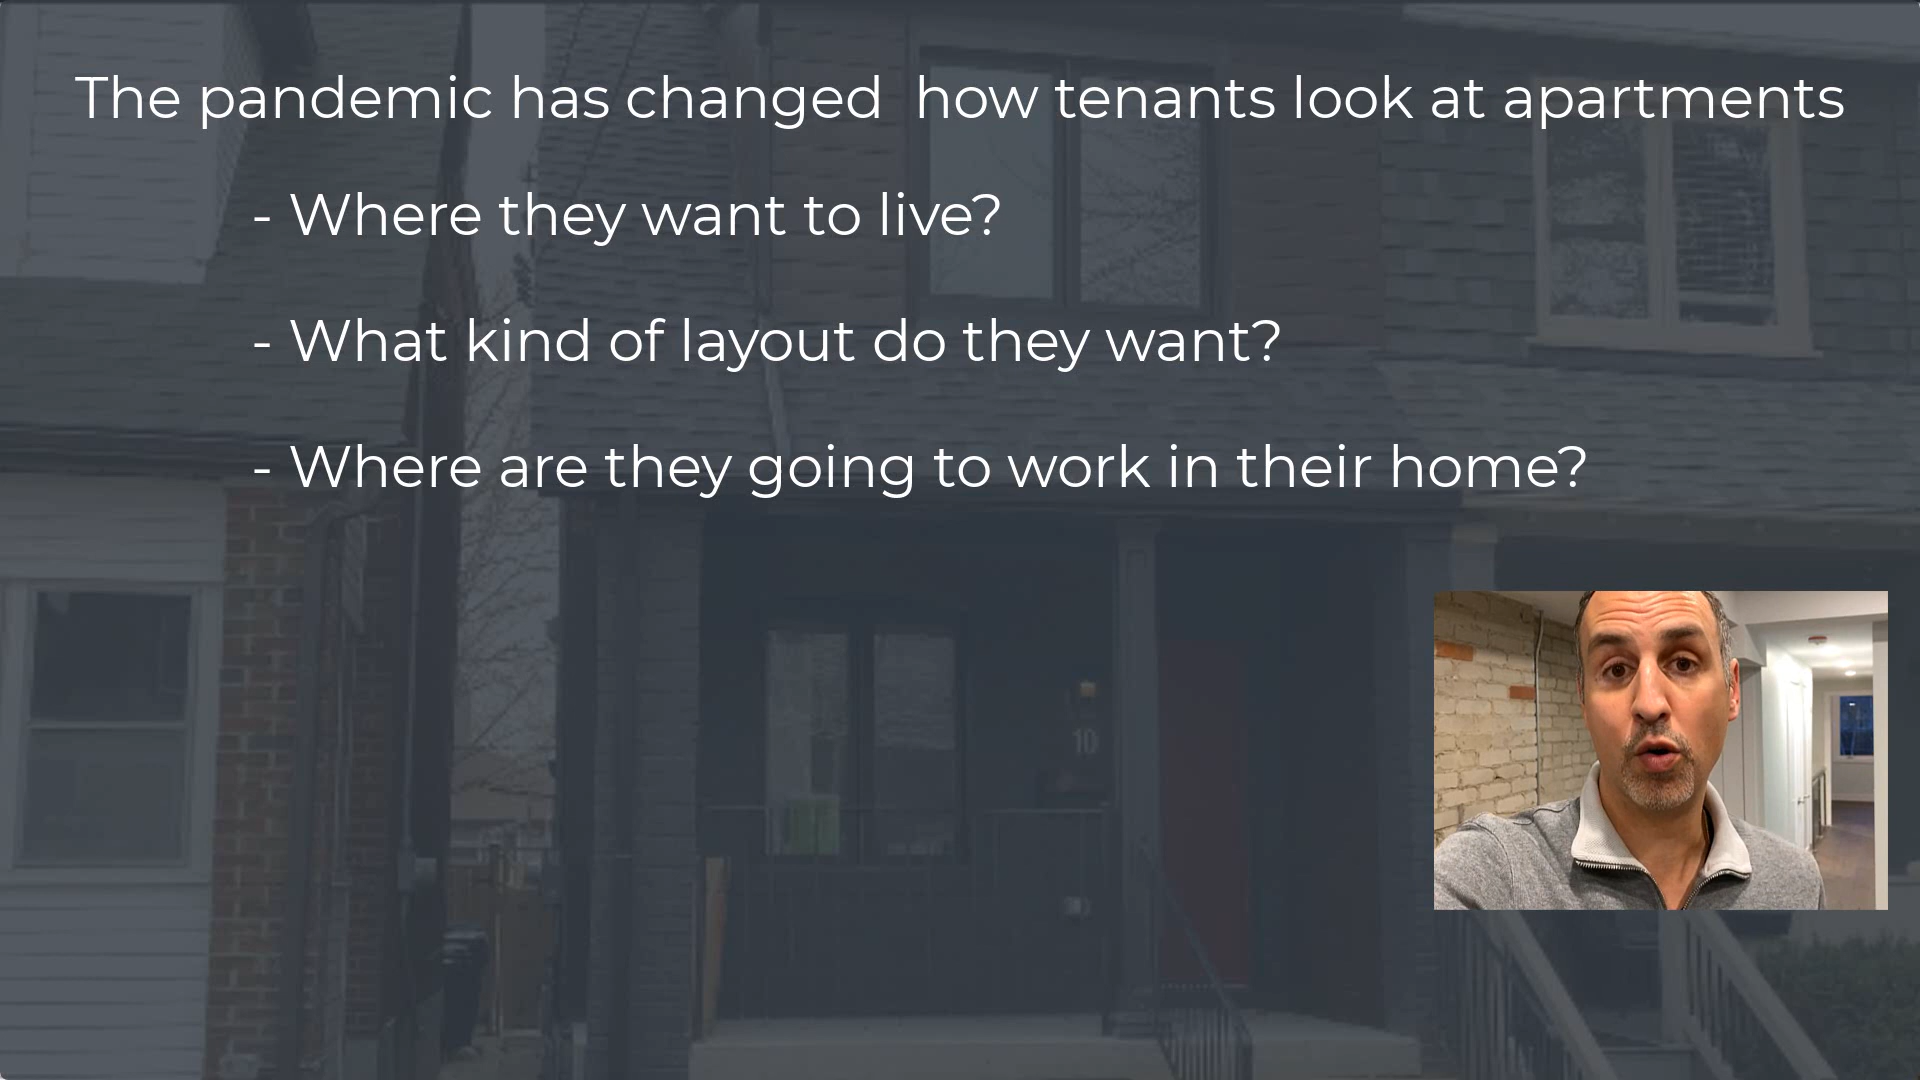 The pandemic has changed  how tenants look at apartments
- Where they want to live?
- What kind of layout do they want?
- Where are they going to work in their home?
10